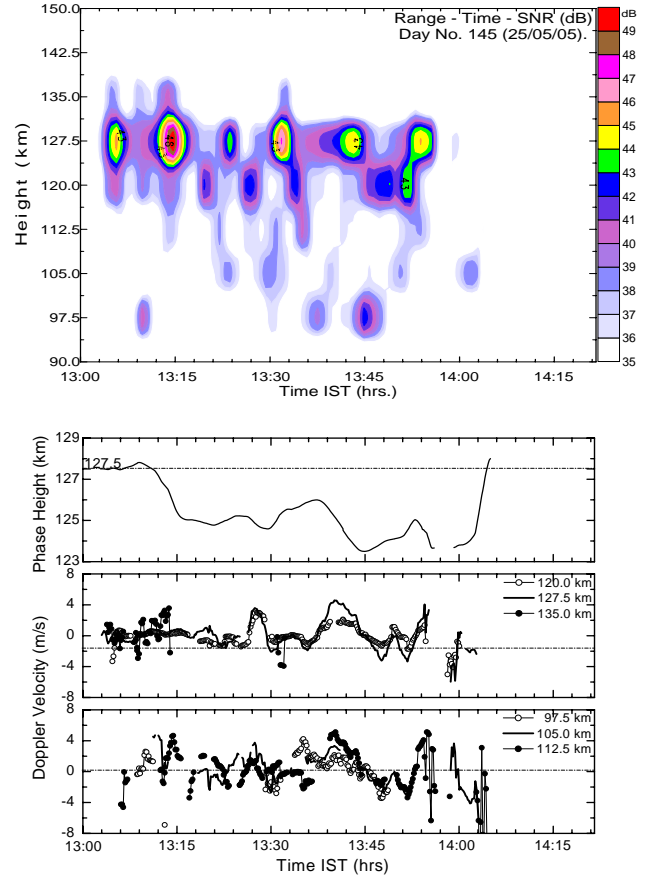 Range - Time - SNR (dB)
Day No. 145 (25/05/05).
Height (km)
150.0
142.5
135.0
127.5
120.0
112.5
105.0
97.5
90.0
13:00 13:15 13:30 13:45 14:00 14:15
Time IST (hrs.)
dB
49
48
47
46
45
44
43
42
41
40
39
38
37
36
35
Phase Height (km)
129
127
125
123
127.5
Doppler Velocity (m/s)
8
4
0
-4
-8
120.0 km
127.5 km
135.0 km
8
4
0
-4
-8
97.5 km
105.0 km
112.5 km
13:00 13:15 13:30 13:45 14:00 14:15
Time IST (hrs)